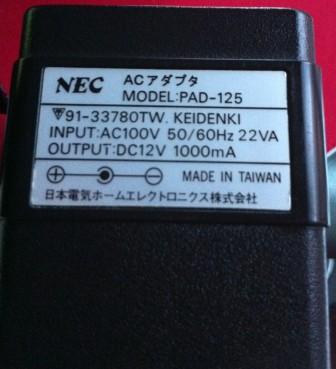 NEC ACアダプタ
MODEL:PAD-125
91-33780TW. KEIDENKI
INPUT:AC100V 50/60Hz 22VA
OUTPUT:DC12V 1000mA
MADE IN TAIWAN
日本電気ホームエレクトロニクス株式会社